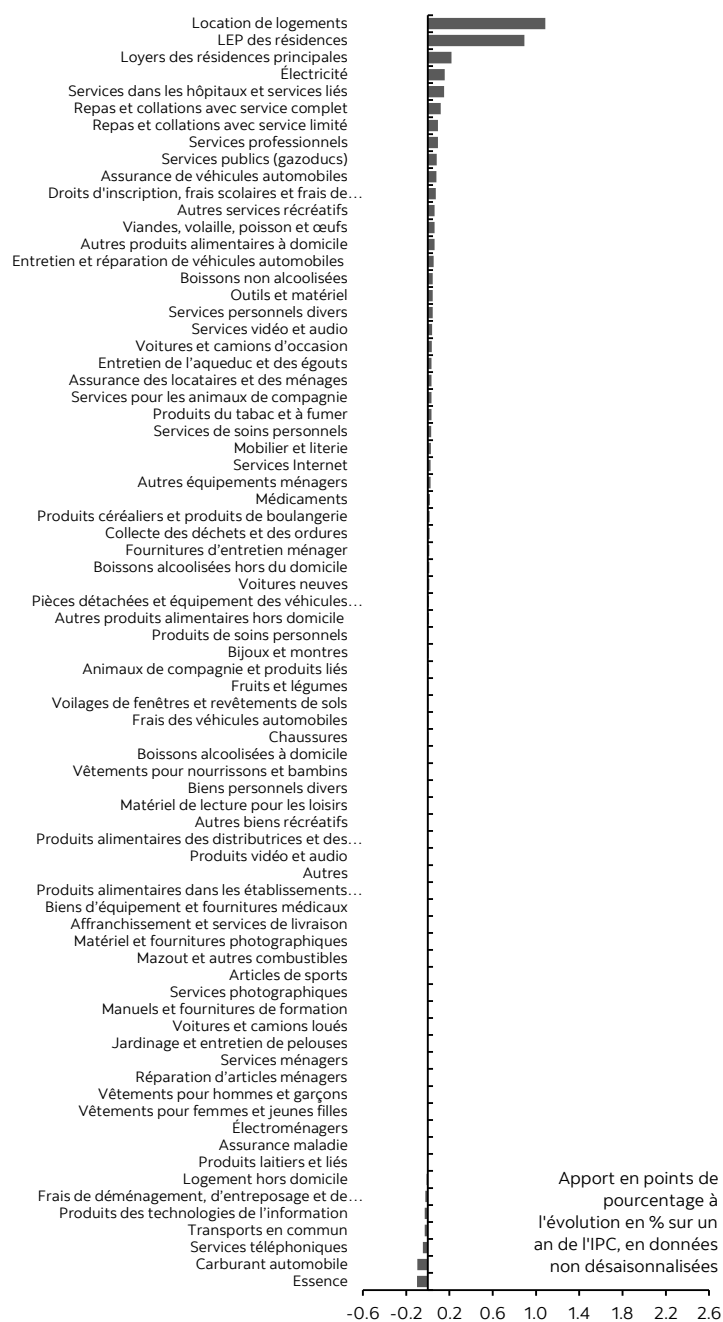 Location de logements
LEP des résidences
Loyers des résidences principales
Électricité
Services dans les hôpitaux et services liés
Repas et collations avec service complet
Repas et collations avec service limité
Services professionnels
Services publics (gazoducs)
Assurance de véhicules automobiles
Droits d'inscription, frais scolaires et frais de…
Autres services récréatifs
Viandes, volaille, poisson et œufs
Autres produits alimentaires à domicile
Entretien et réparation de véhicules automobiles
Boissons non alcoolisées
Outils et matériel
Services personnels divers
Services vidéo et audio
Voitures et camions d’occasion
Entretien de l’aqueduc et des égouts
Assurance des locataires et des ménages
Services pour les animaux de compagnie
Produits du tabac et à fumer
Services de soins personnels
Mobilier et literie
Services Internet
Autres équipements ménagers
Médicaments
Produits céréaliers et produits de boulangerie
Collecte des déchets et des ordures
Fournitures d’entretien ménager
Boissons alcoolisées hors du domicile
Voitures neuves
Pièces détachées et équipement des véhicules…
Autres produits alimentaires hors domicile
Produits de soins personnels
Bijoux et montres
Animaux de compagnie et produits liés
Fruits et légumes
Voilages de fenêtres et revêtements de sols
Frais des véhicules automobiles
Chaussures
Boissons alcoolisées à domicile
Vêtements pour nourrissons et bambins
Biens personnels divers
Matériel de lecture pour les loisirs
Autres biens récréatifs
Produits alimentaires des distributrices et des…
Produits vidéo et audio
Autres
Produits alimentaires dans les établissements…
Biens d’équipement et fournitures médicaux
Affranchissement et services de livraison
Matériel et fournitures photographiques
Mazout et autres combustibles
Articles de sports
Services photographiques
Manuels et fournitures de formation
Voitures et camions loués
Jardinage et entretien de pelouses
Services ménagers
Réparation d’articles ménagers
Vêtements pour hommes et garçons
Vêtements pour femmes et jeunes filles
Électroménagers
Assurance maladie
Produits laitiers et liés
Logement hors domicile
Frais de déménagement, d’entreposage et de…
Produits des technologies de l’information
Transports en commun
Services téléphoniques
Carburant automobile
Essence
Apport en points de
pourcentage à
l'évolution en % sur un
an de l'IPC, en données
non désaisonnalisées
-0.6 -0.2 0.2 0.6 1.0 1.4 1.8 2.2 2.6